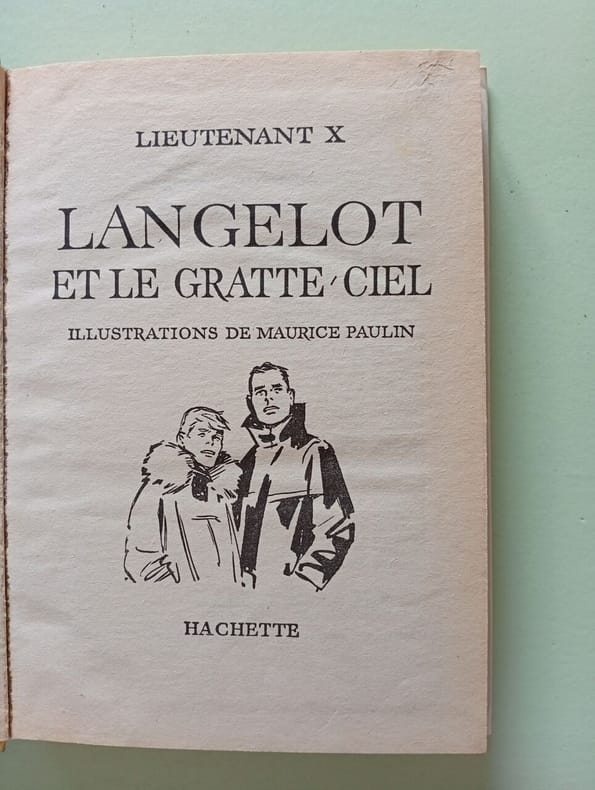 LIEUTENANT X
LANGELOT
ET LE GRATTE-CIEL
ILLUSTRATIONS DE MAURICE PAULIN
HACHETTE